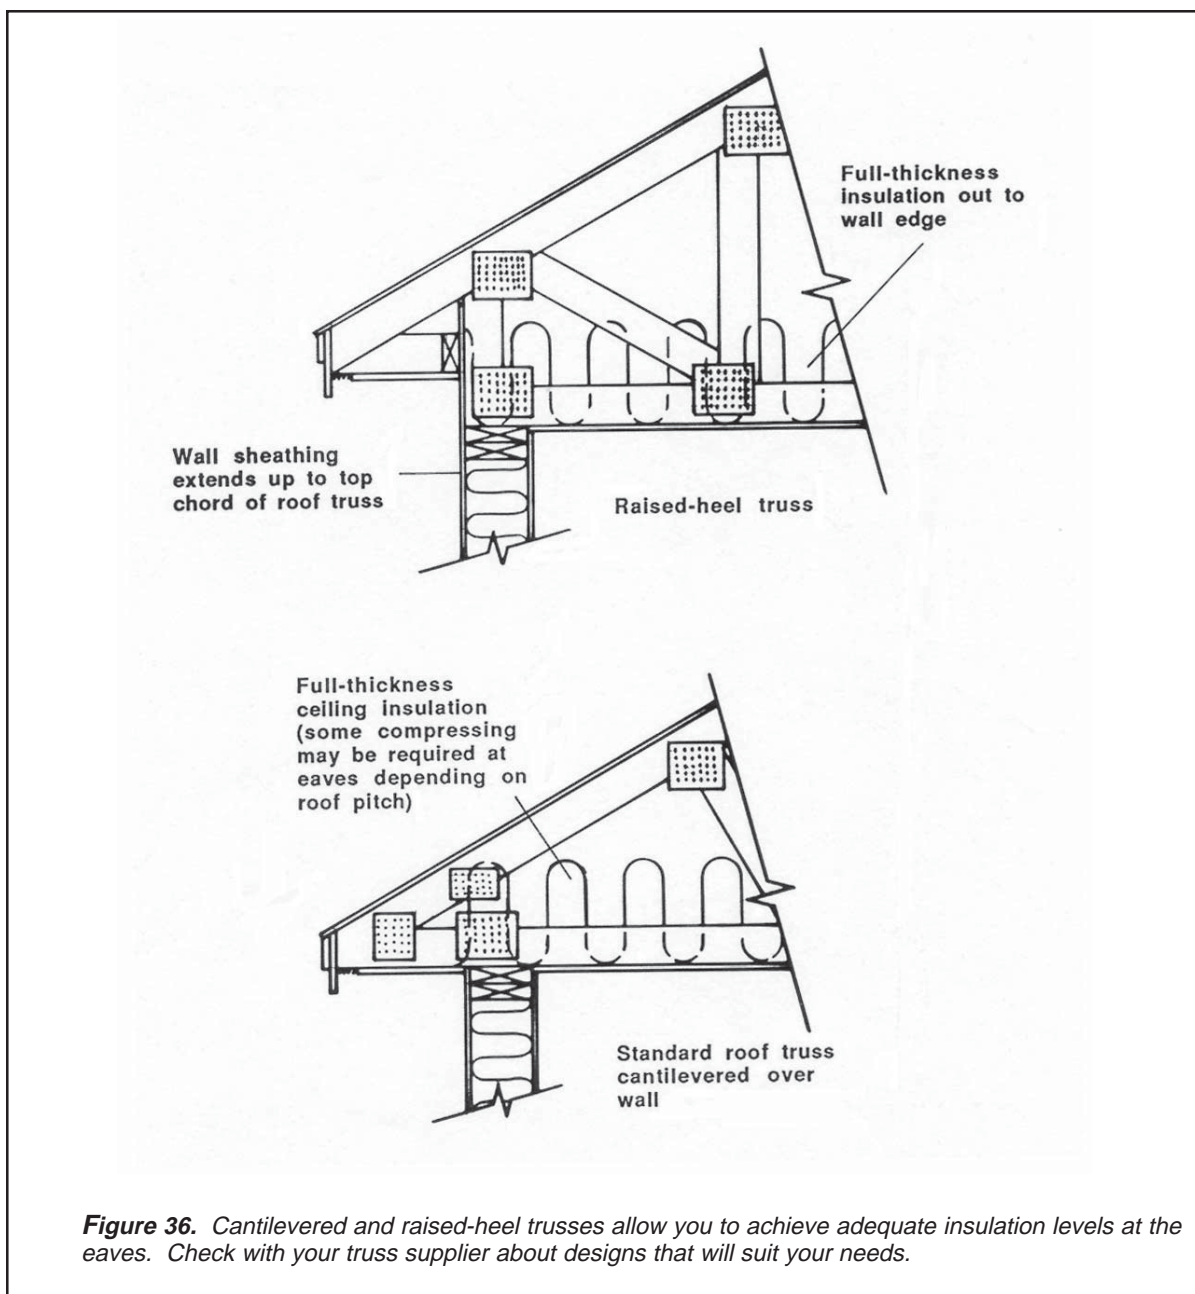 Full-thickness
insulation out to
wall edge
Wall sheathing
extends up to top
chord of roof truss
Raised-heel truss
Full-thickness
ceiling insulation
(some compressing
may be required at
eaves depending on
roof pitch)
Standard roof truss
cantilevered over
wall
Figure 36. Cantilevered and raised-heel trusses allow you to achieve adequate insulation levels at the
eaves. Check with your truss supplier about designs that will suit your needs.